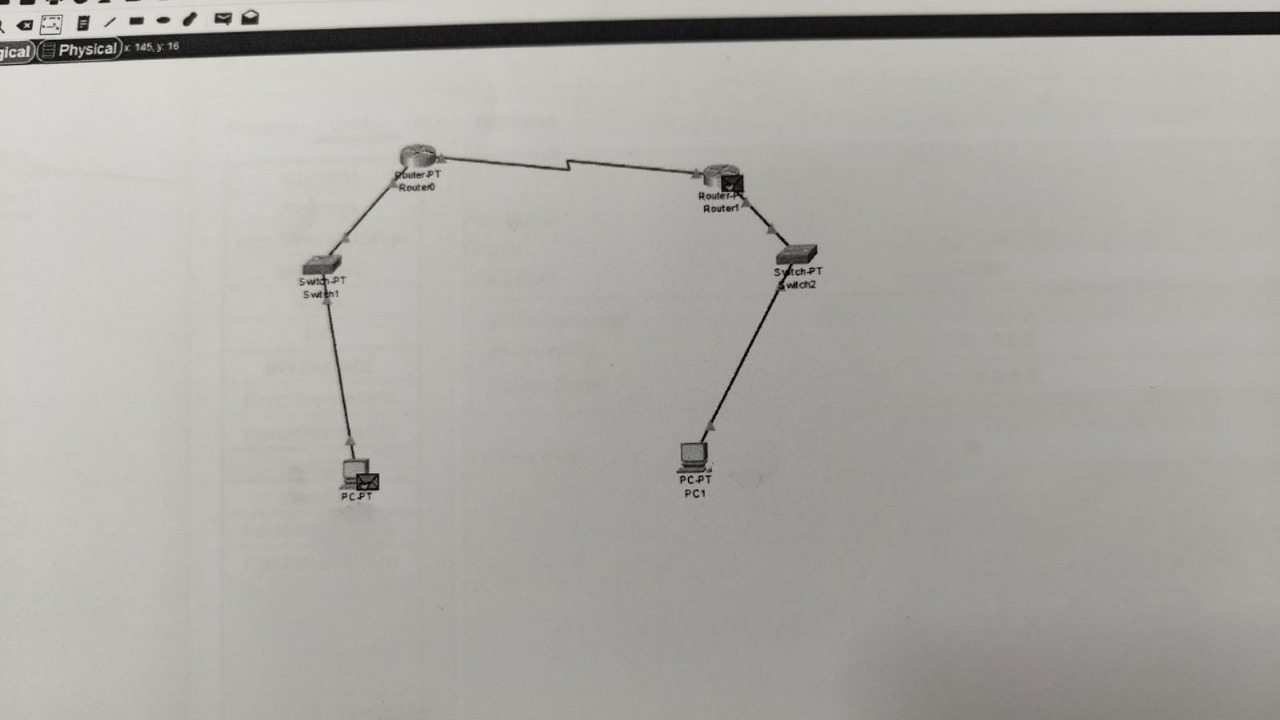 gical Physical x: 145, y: 16
Router-PT
Router0
Router-P
Router1
Switch-PT
Switch1
Switch-PT
Switch2
PC-PT
PC-PT
PC1